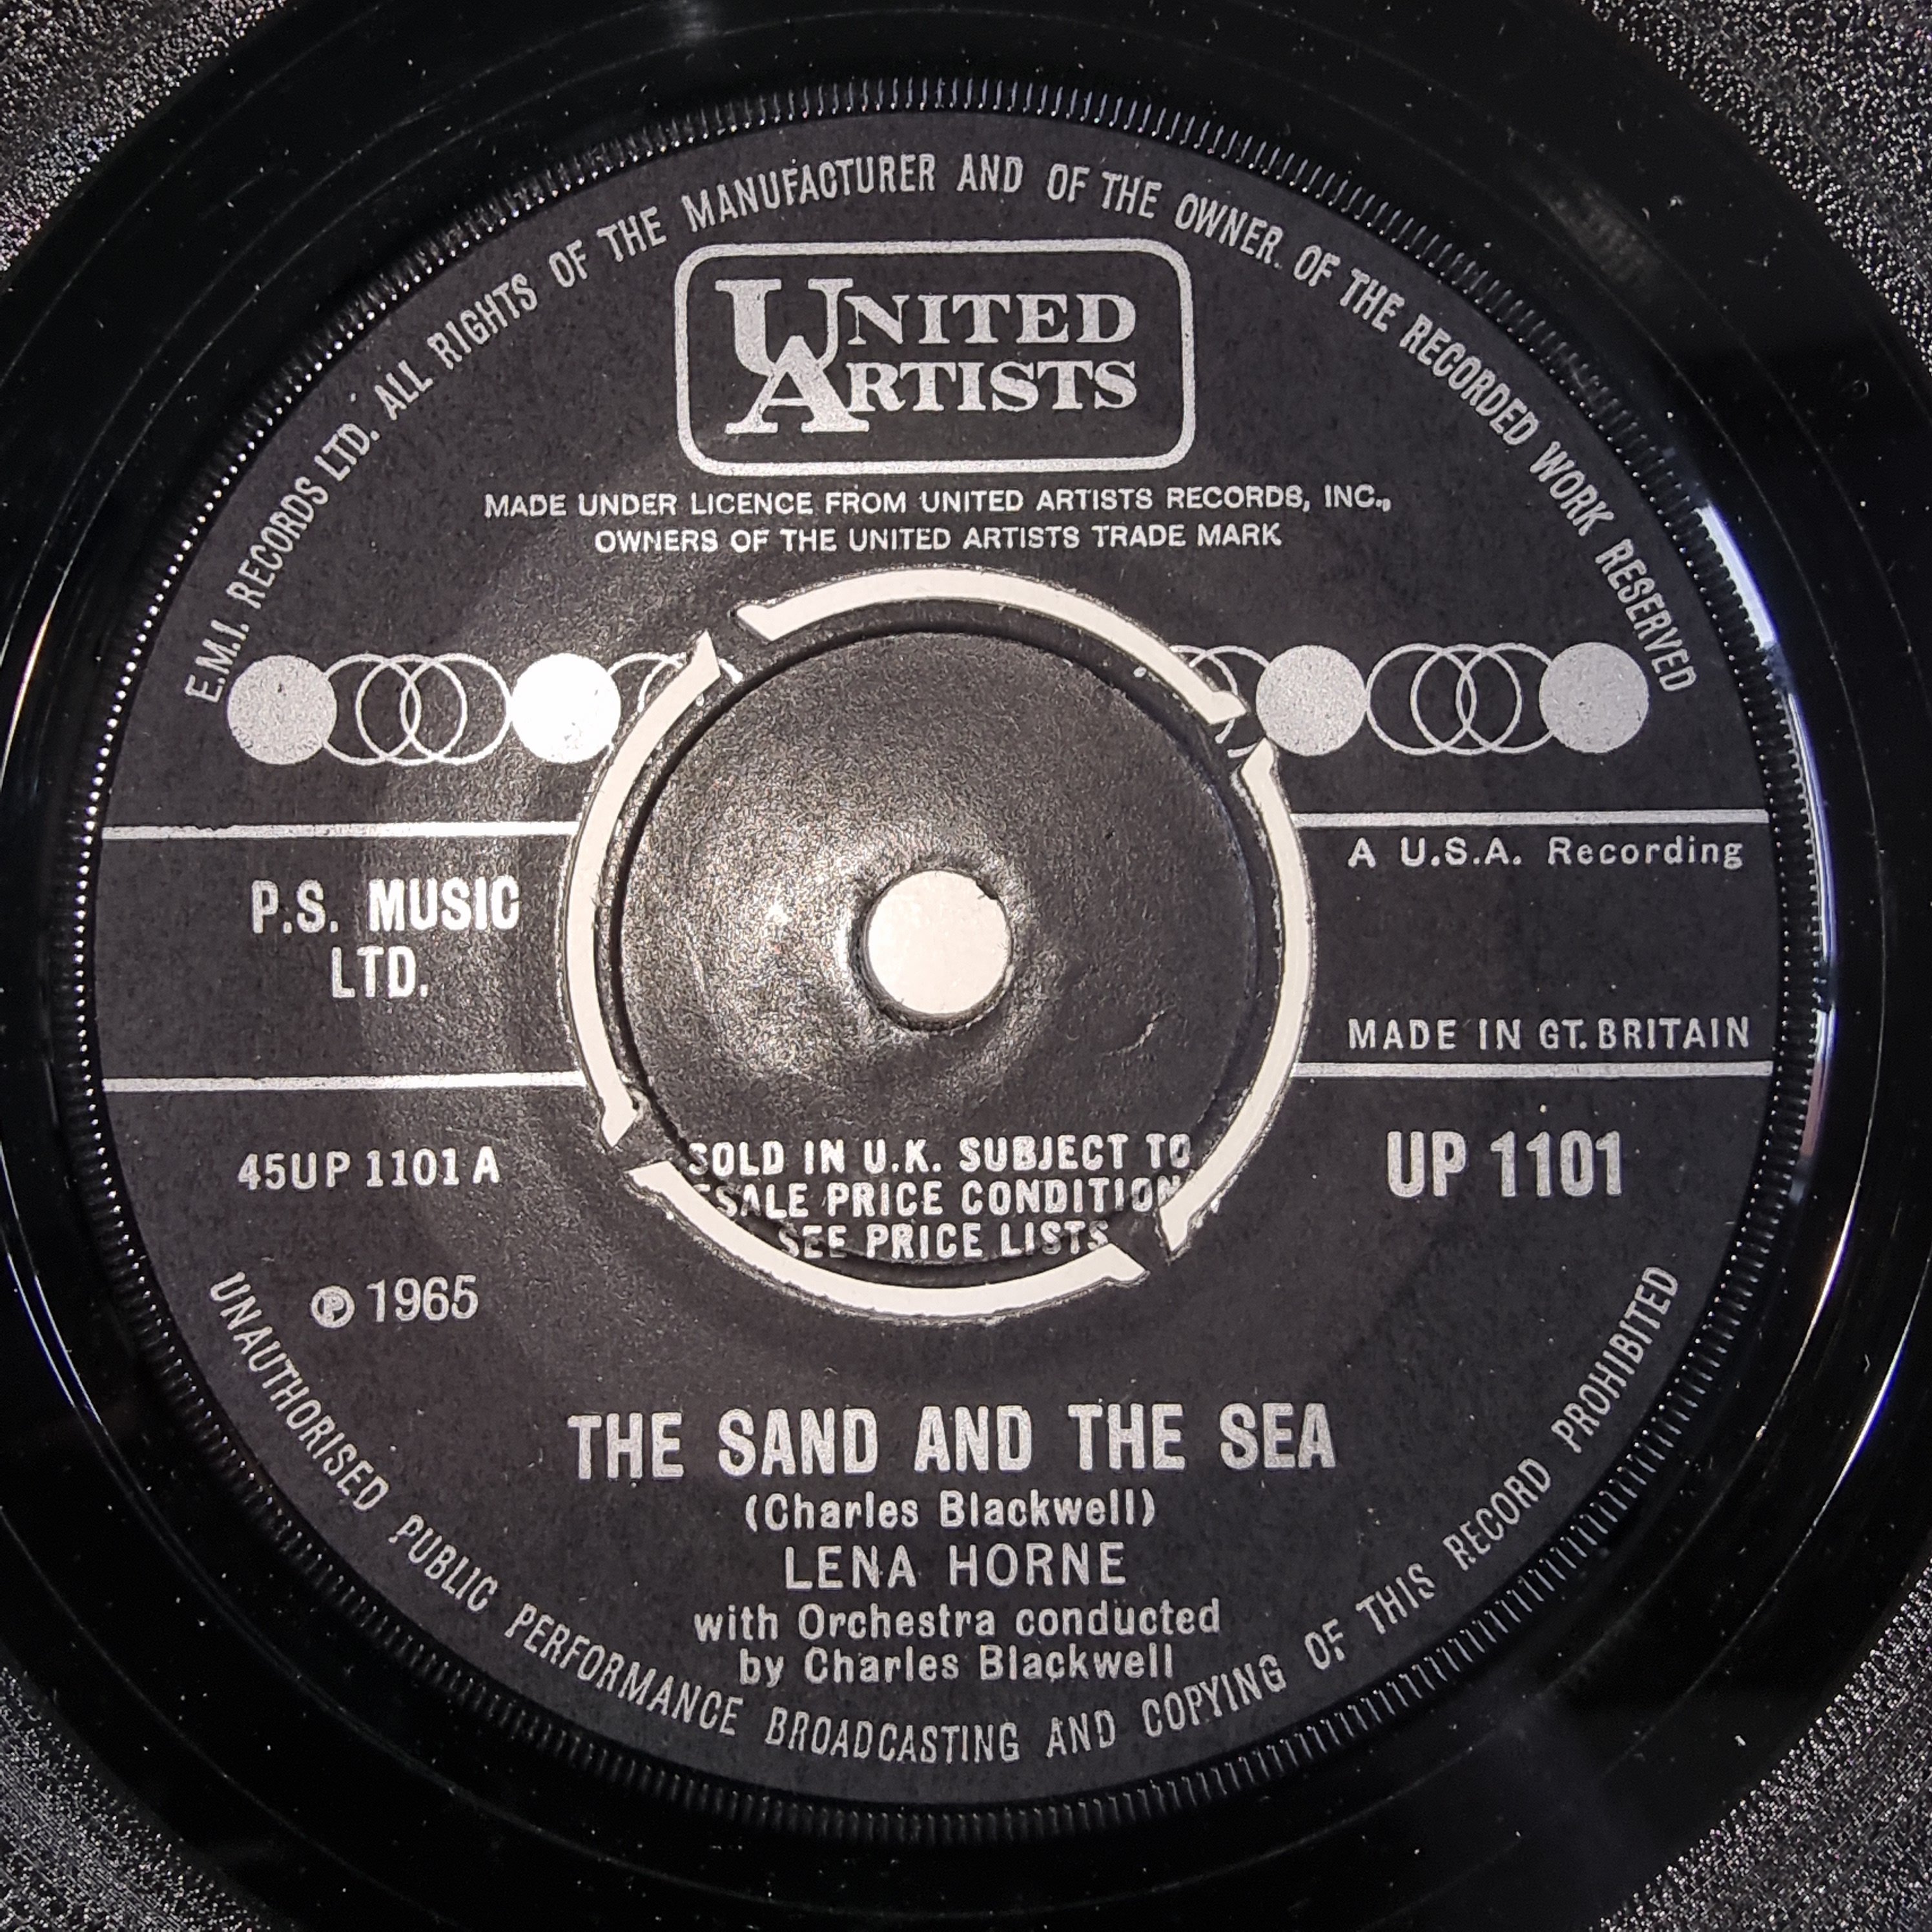 E.M.I. RECORDS LTD. ALL RIGHTS OF THE MANUFACTURER AND OF THE OWNER OF THE RECORDED WORK RESERVED
UNITED
ARTISTS
MADE UNDER LICENCE FROM UNITED ARTISTS RECORDS, INC.,
OWNERS OF THE UNITED ARTISTS TRADE MARK
A U.S.A. Recording
P.S. MUSIC
LTD.
MADE IN GT. BRITAIN
SOLD IN U.K. SUBJECT TO
PRICE CONDITION
SEE PRICE LISTS
45UP 1101 A
UP 1101
℗ 1965
THE SAND AND THE SEA
(Charles Blackwell)
LENA HORNE
with Orchestra conducted
by Charles Blackwell
UNAUTHORISED PUBLIC PERFORMANCE BROADCASTING AND COPYING OF THIS RECORD PROHIBITED